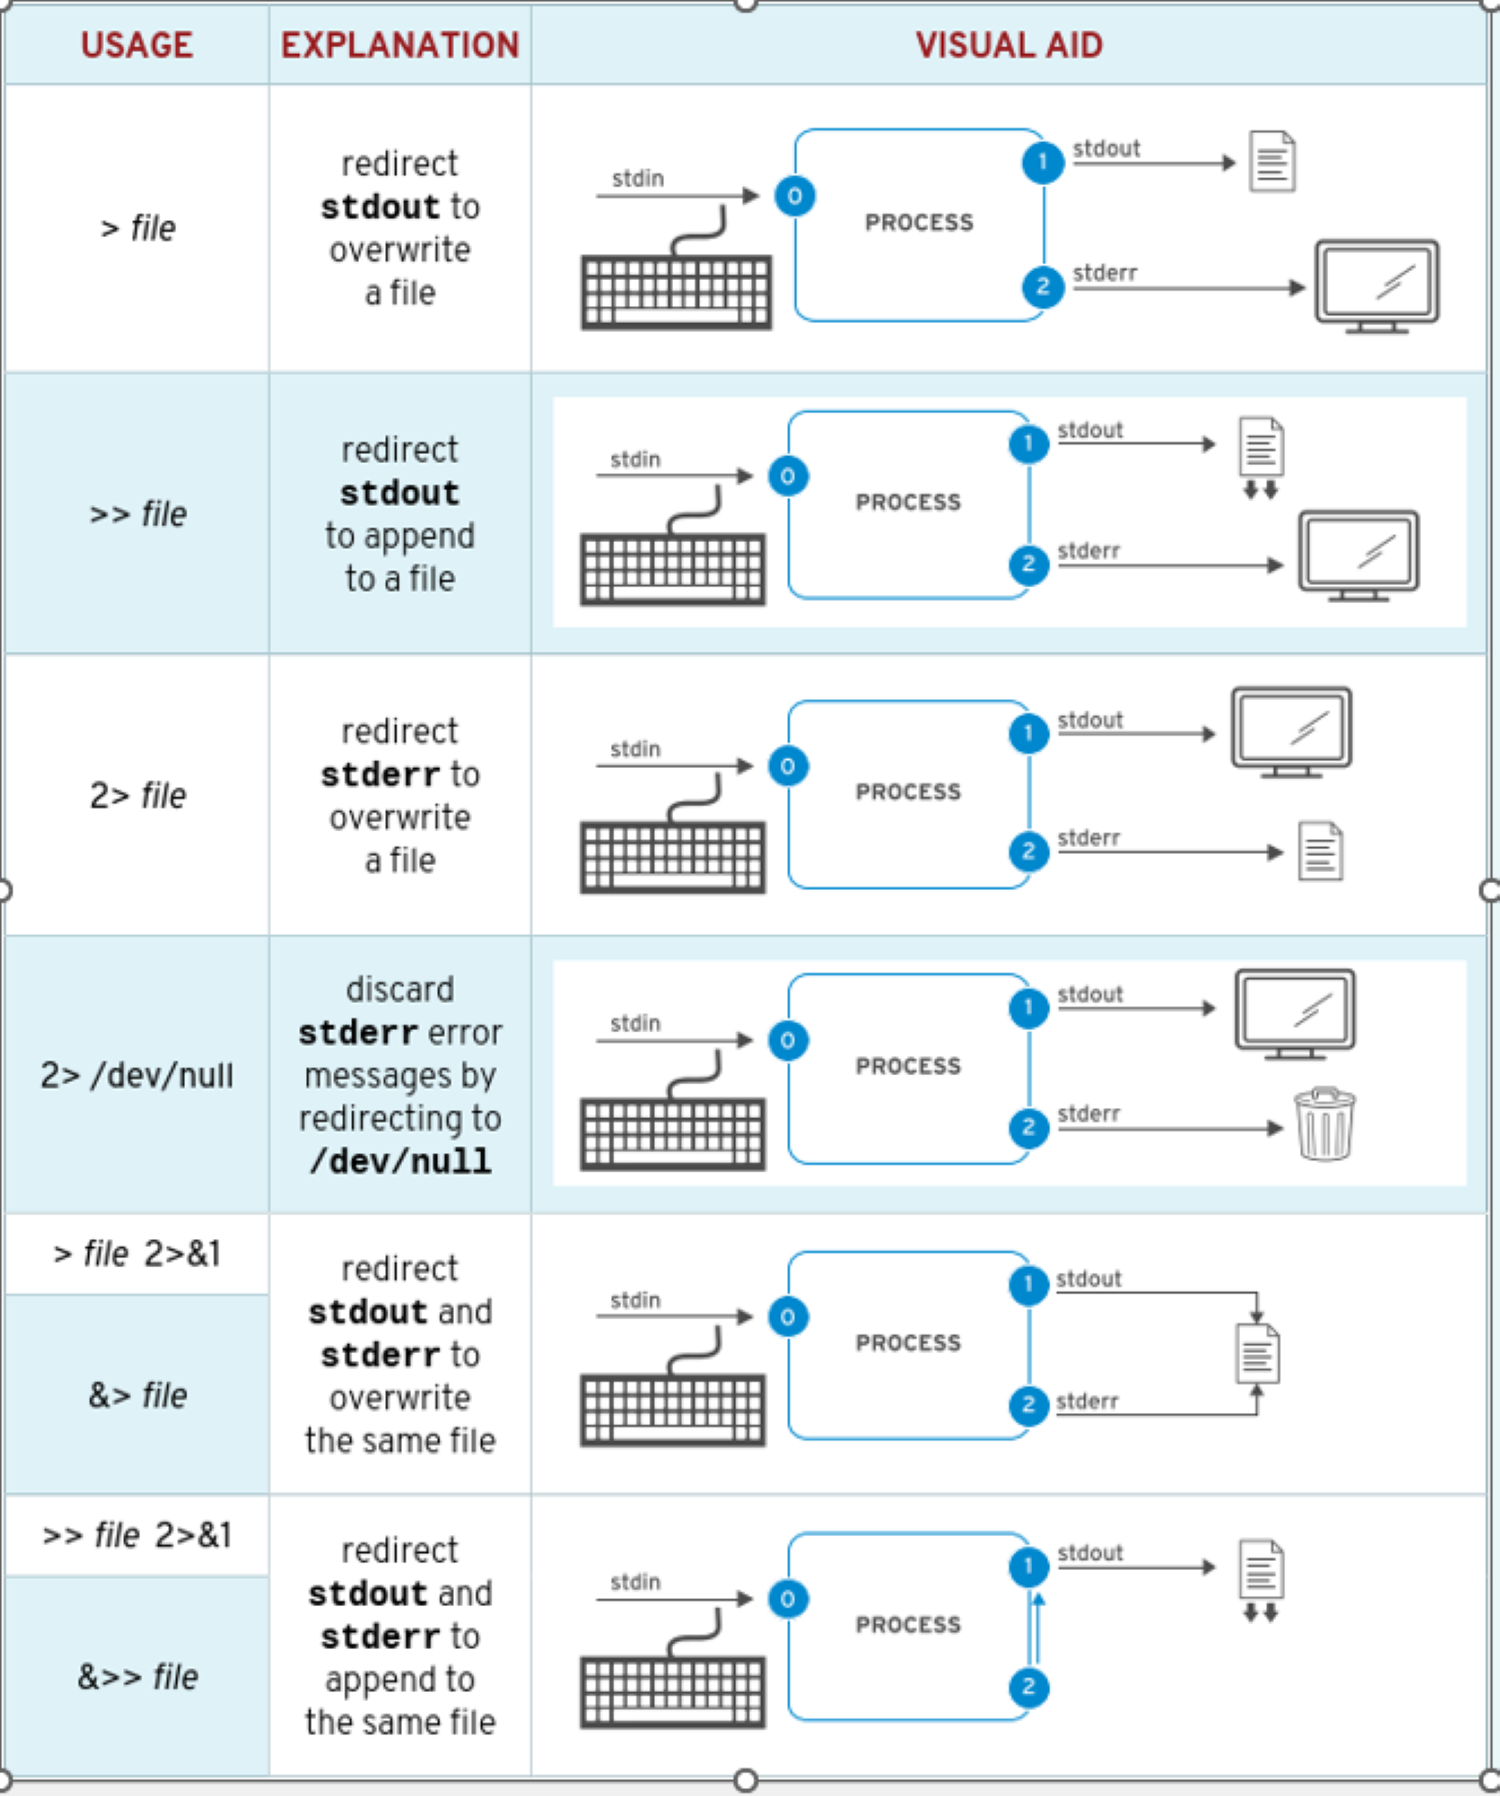 USAGE
EXPLANATION
VISUAL AID
> file
redirect
stdout to
overwrite
a file
stdin
0
PROCESS
1
stdout
2
stderr
>> file
redirect
stdout
to append
to a file
stdin
0
PROCESS
1
stdout
2
stderr
2> file
redirect
stderr to
overwrite
a file
stdin
0
PROCESS
1
stdout
2
stderr
2> /dev/null
discard
stderr error
messages by
redirecting to
/dev/null
stdin
0
PROCESS
1
stdout
2
stderr
> file 2>&1
&> file
redirect
stdout and
stderr to
overwrite
the same file
stdin
0
PROCESS
1
stdout
2
stderr
>> file 2>&1
&>> file
redirect
stdout and
stderr to
append to
the same file
stdin
0
PROCESS
1
stdout
2